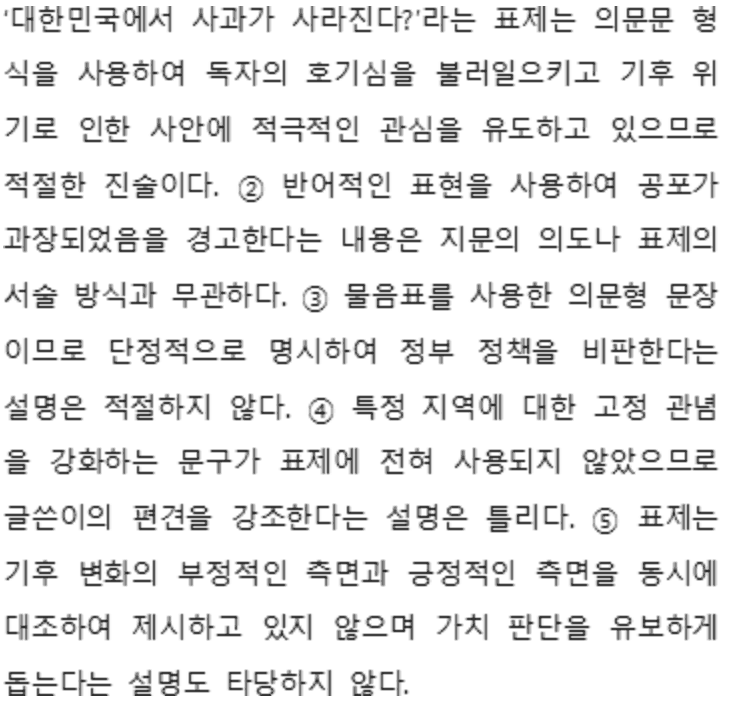 '대한민국에서 사과가 사라진다?'라는 표제는 의문문 형
식을 사용하여 독자의 호기심을 불러일으키고 기후 위
기로 인한 사안에 적극적인 관심을 유도하고 있으므로
적절한 진술이다. ② 반어적인 표현을 사용하여 공포가
과장되었음을 경고한다는 내용은 지문의 의도나 표제의
서술 방식과 무관하다. ③ 물음표를 사용한 의문형 문장
이므로 단정적으로 명시하여 정부 정책을 비판한다는
설명은 적절하지 않다. ④ 특정 지역에 대한 고정 관념
을 강화하는 문구가 표제에 전혀 사용되지 않았으므로
글쓴이의 편견을 강조한다는 설명은 틀리다. ⑤ 표제는
기후 변화의 부정적인 측면과 긍정적인 측면을 동시에
대조하여 제시하고 있지 않으며 가치 판단을 유보하게
돕는다는 설명도 타당하지 않다.